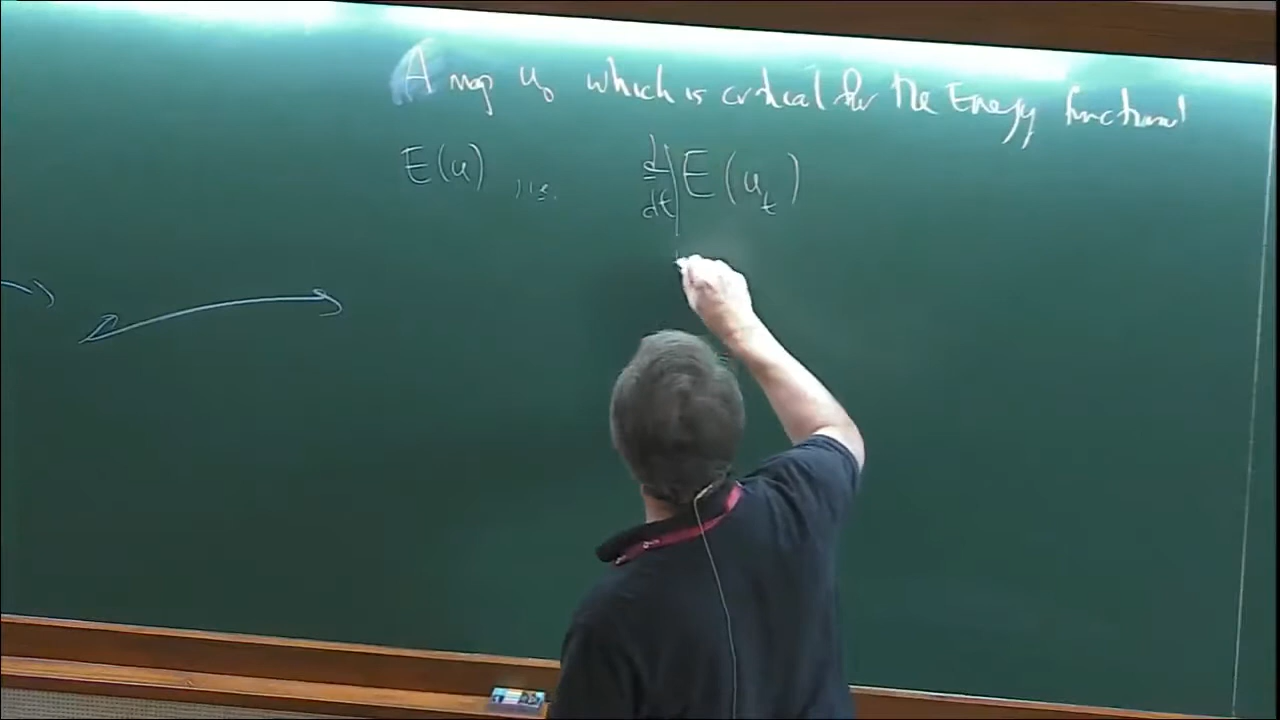 A map u₀ which is critical for the Energy functional
E(u) , i.e. d/dt| E(u_t)